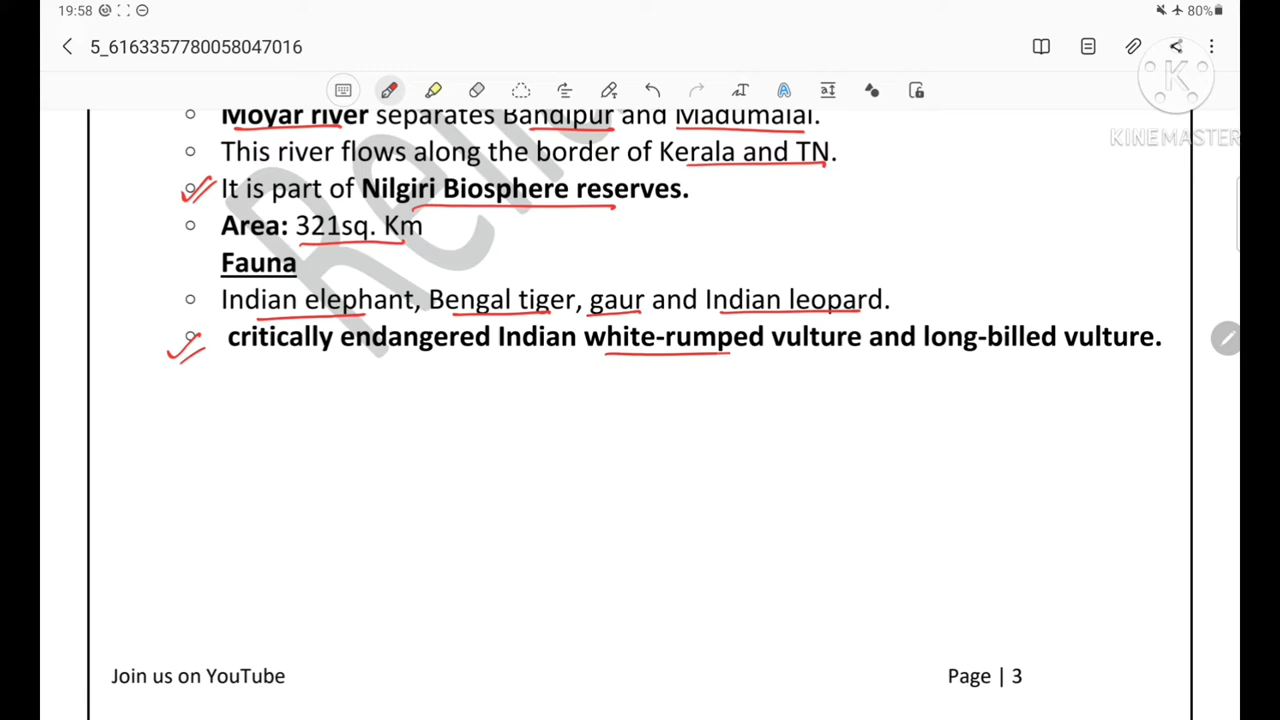 19:58
80%
5_6163357780058047016
KINEMASTER
Moyar river separates Bandipur and Madumalai.
This river flows along the border of Kerala and TN.
It is part of Nilgiri Biosphere reserves.
Area: 321sq. Km
Fauna
Indian elephant, Bengal tiger, gaur and Indian leopard.
critically endangered Indian white-rumped vulture and long-billed vulture.
Join us on YouTube
Page | 3